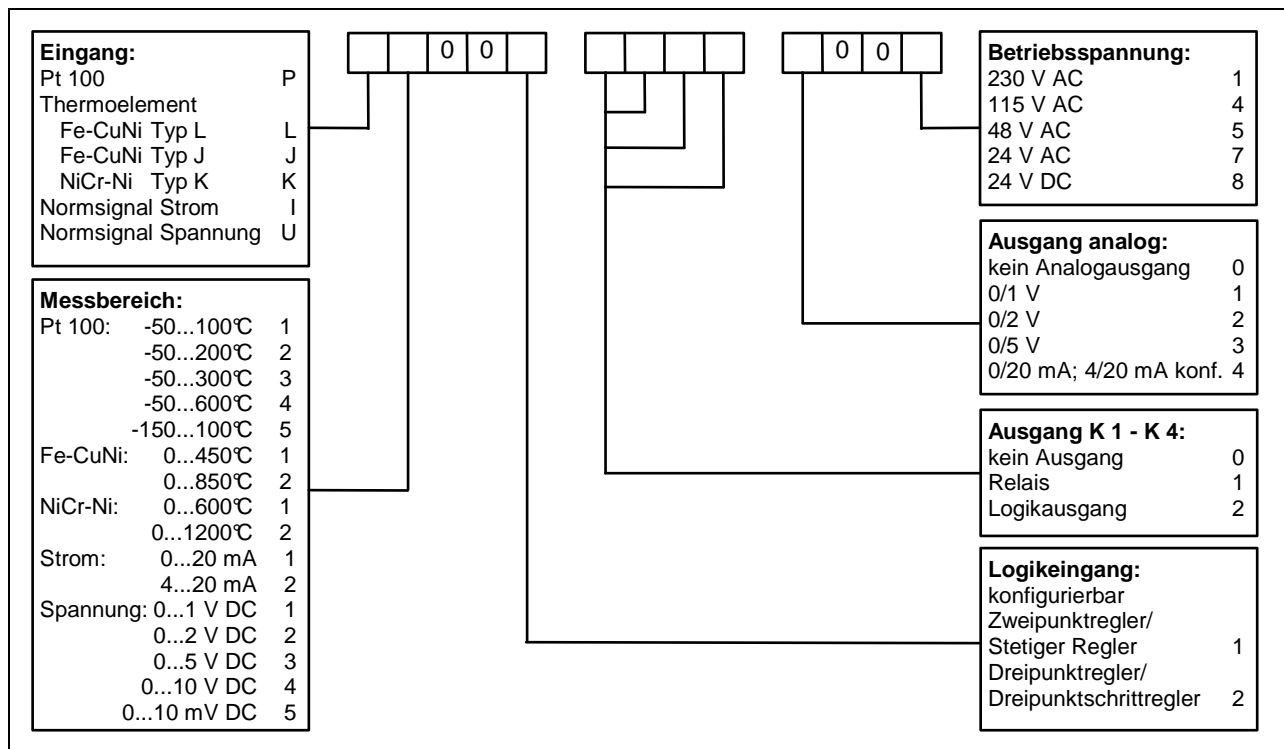 Eingang:
Pt 100 P
Thermoelement
Fe-CuNi Typ L L
Fe-CuNi Typ J J
NiCr-Ni Typ K K
Normsignal Strom I
Normsignal Spannung U
Messbereich:
Pt 100: -50...100°C 1
-50...200°C 2
-50...300°C 3
-50...600°C 4
-150...100°C 5
Fe-CuNi: 0...450°C 1
0...850°C 2
NiCr-Ni: 0...600°C 1
0...1200°C 2
Strom: 0...20 mA 1
4...20 mA 2
Spannung: 0...1 V DC 1
0...2 V DC 2
0...5 V DC 3
0...10 V DC 4
0...10 mV DC 5
0 0
0 0
Betriebsspannung:
230 V AC 1
115 V AC 4
48 V AC 5
24 V AC 7
24 V DC 8
Ausgang analog:
kein Analogausgang 0
0/1 V 1
0/2 V 2
0/5 V 3
0/20 mA; 4/20 mA konf. 4
Ausgang K 1 - K 4:
kein Ausgang 0
Relais 1
Logikausgang 2
Logikeingang:
konfigurierbar
Zweipunktregler/
Stetiger Regler 1
Dreipunktregler/
Dreipunktschrittregler 2